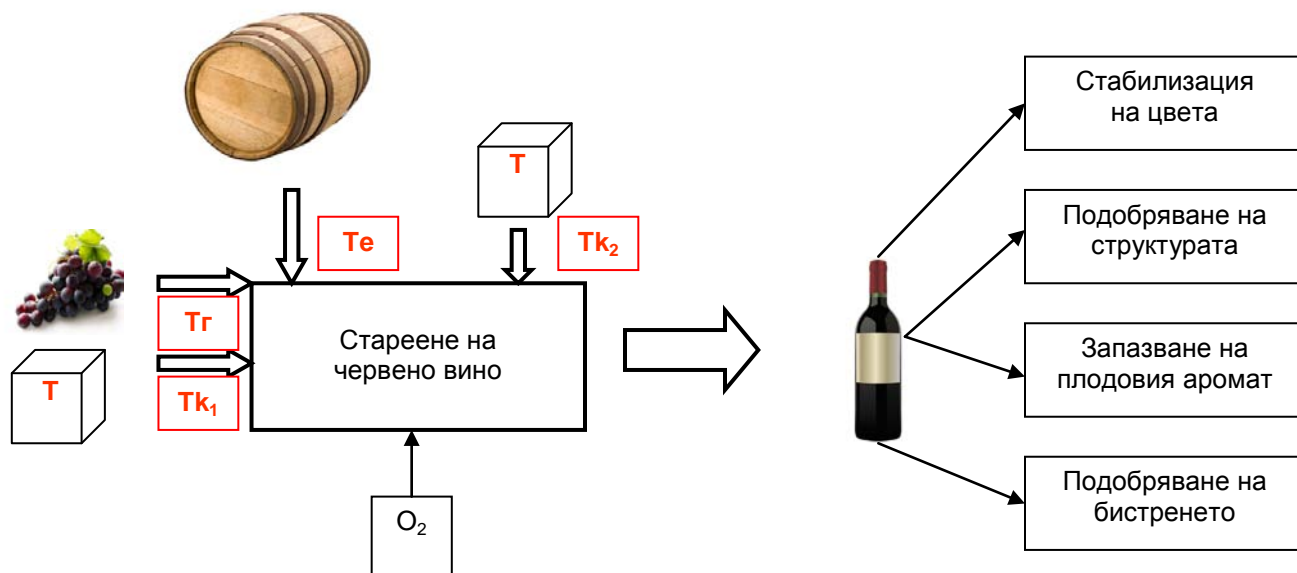 T
Te
Tk₂
Тг
T
Tk₁
Стареене на
червено вино
O₂
Стабилизация
на цвета
Подобряване на
структурата
Запазване на
плодовия аромат
Подобряване на
бистренето